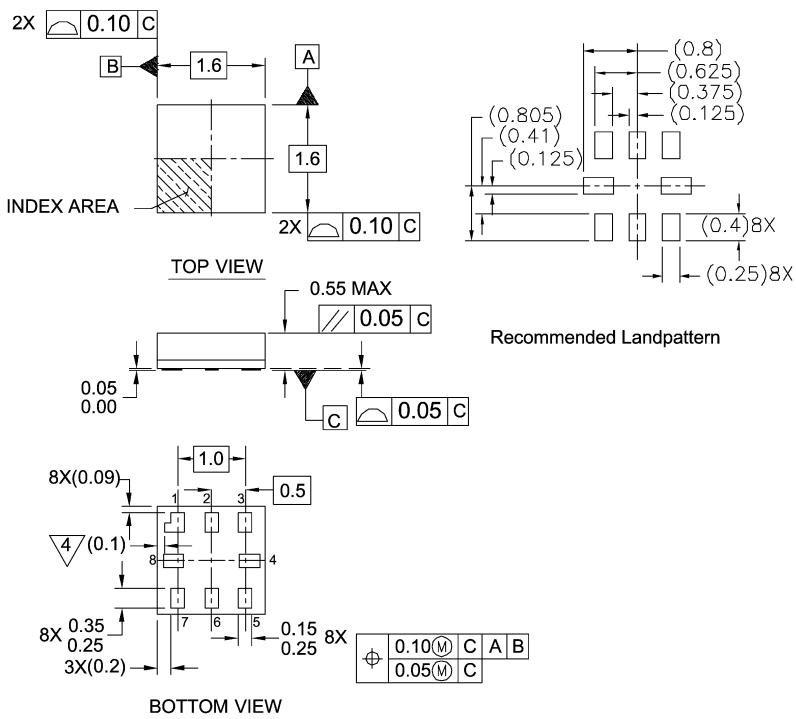 2X 0.10 C
B
1.6
A
1.6
INDEX AREA
2X 0.10 C
TOP VIEW
(0.8)
(0.625)
(0.375)
(0.125)
(0.805)
(0.41)
(0.125)
(0.4)8X
(0.25)8X
Recommended Landpattern
0.55 MAX
// 0.05 C
0.05
0.00
C
0.05 C
1.0
8X(0.09)
0.5
1 2 3
4 (0.1)
8 4
7 6 5
8X 0.35
0.25
3X(0.2)
0.15 8X
0.25
0.10 Ⓜ C A B
0.05 Ⓜ C
BOTTOM VIEW